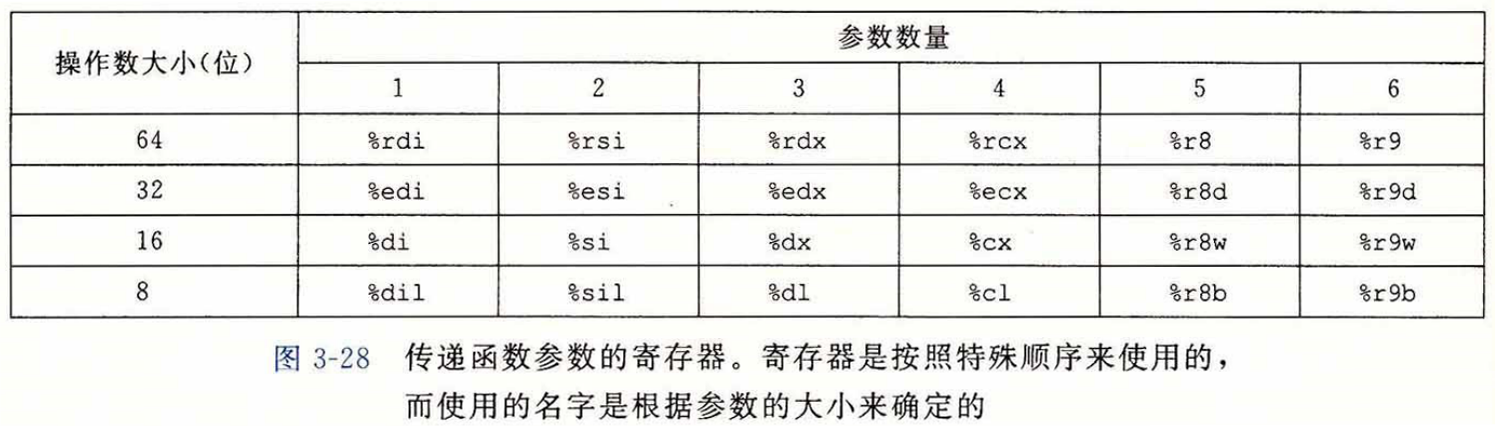 操作数大小(位) 参数数量
1 2 3 4 5 6
64 %rdi %rsi %rdx %rcx %r8 %r9
32 %edi %esi %edx %ecx %r8d %r9d
16 %di %si %dx %cx %r8w %r9w
8 %dil %sil %dl %cl %r8b %r9b
图 3-28 传递函数参数的寄存器。寄存器是按照特殊顺序来使用的，
而使用的名字是根据参数的大小来确定的